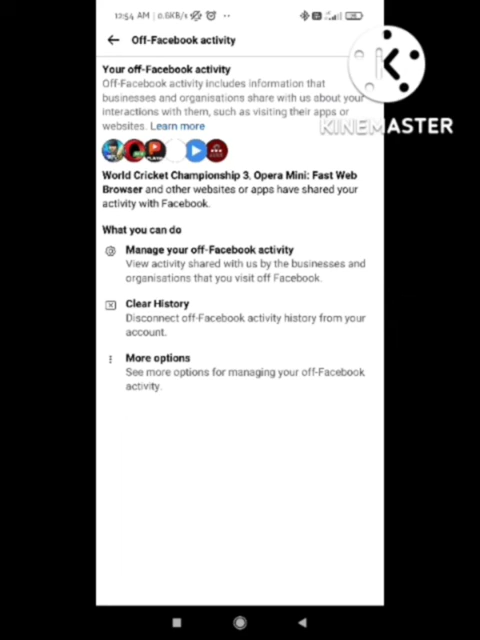 12:54 AM | 0.6KB/s
Off-Facebook activity
KINEMASTER
Your off-Facebook activity
Off-Facebook activity includes information that
businesses and organisations share with us about your
interactions with them, such as visiting their apps or
websites. Learn more
World Cricket Championship 3, Opera Mini: Fast Web
Browser and other websites or apps have shared your
activity with Facebook.
What you can do
Manage your off-Facebook activity
View activity shared with us by the businesses and
organisations that you visit off Facebook.
Clear History
Disconnect off-Facebook activity history from your
account.
More options
See more options for managing your off-Facebook
activity.